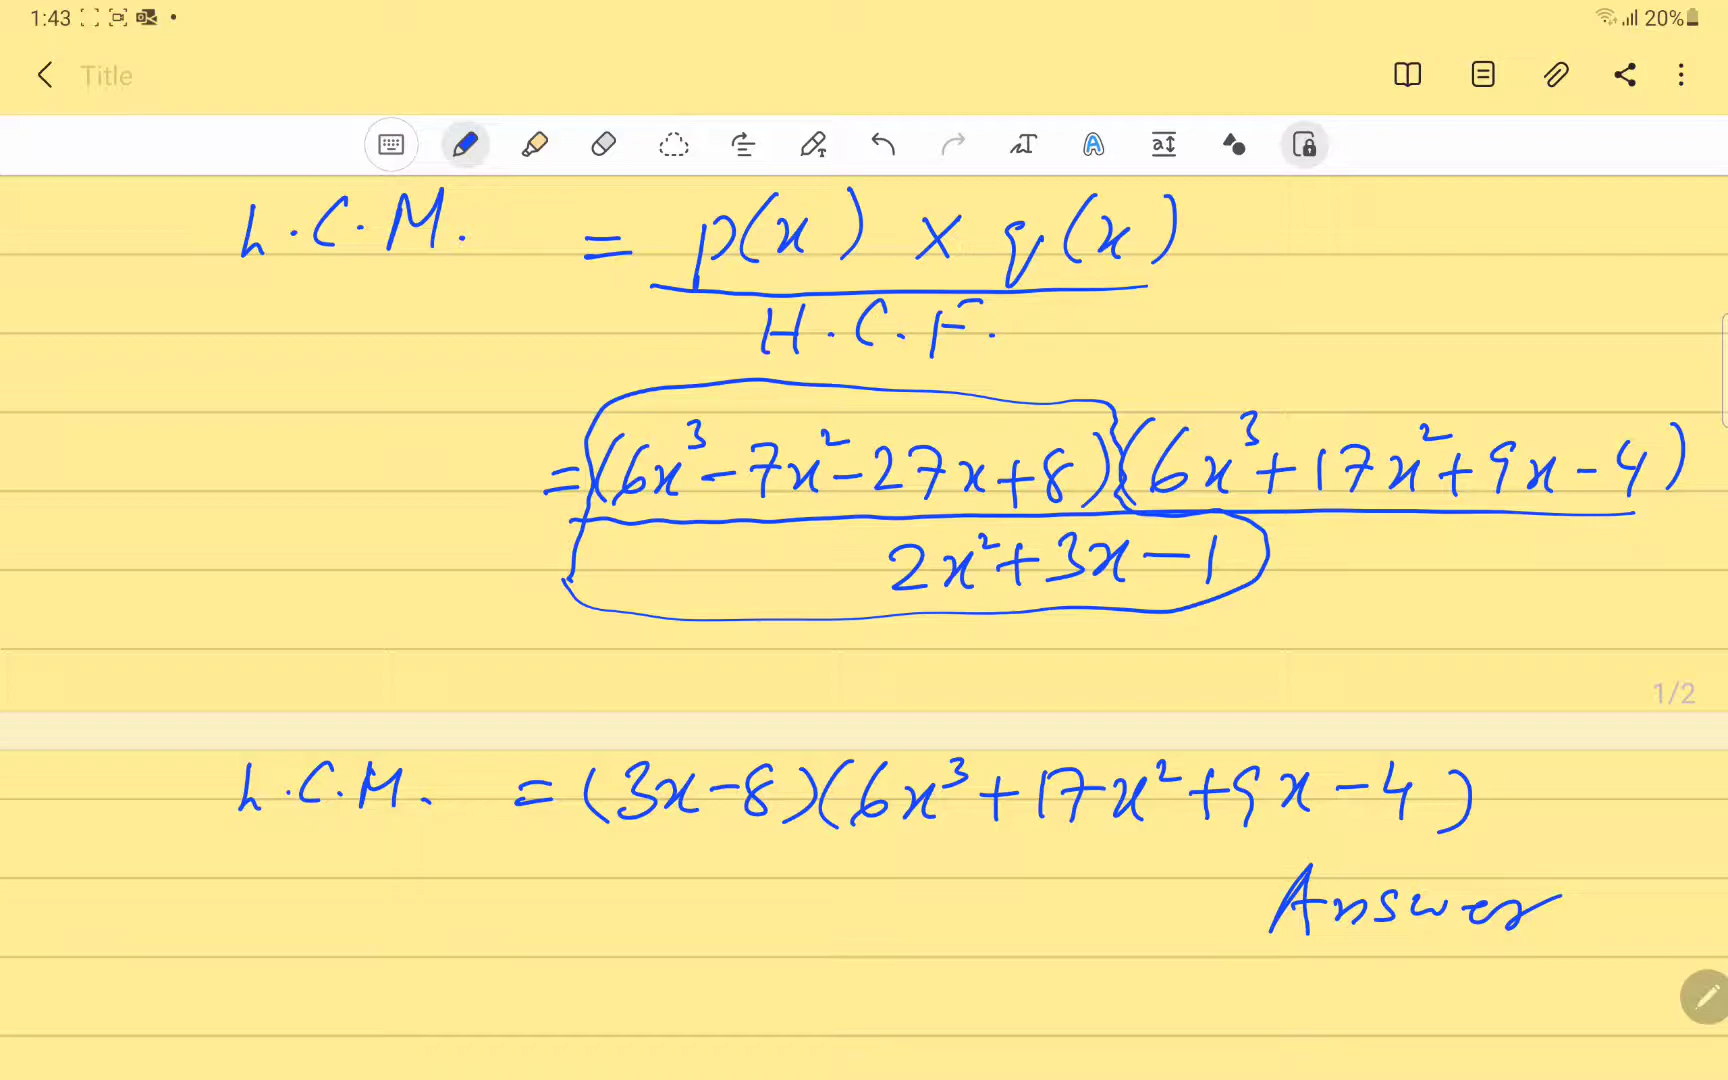 1:43 20%
Title
L.C.M. = p(x) × q(x)
H.C.F.
= (6x³-7x²-27x+8)(6x³+17x²+9x-4)
2x²+3x-1
1/2
L.C.M. = (3x-8)(6x³+17x²+9x-4)
Answer